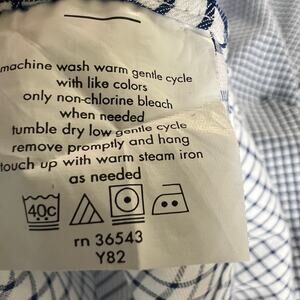 machine wash warm gentle cycle
with like colors
only non-chlorine bleach
when needed
tumble dry low gentle cycle
remove promptly and hang
touch up with warm steam iron
as needed
40c
rn 36543
Y82